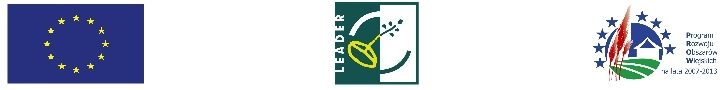 LEADER
Program
Rozwoju
Obszarów
Wiejskich
na lata 2007-2013